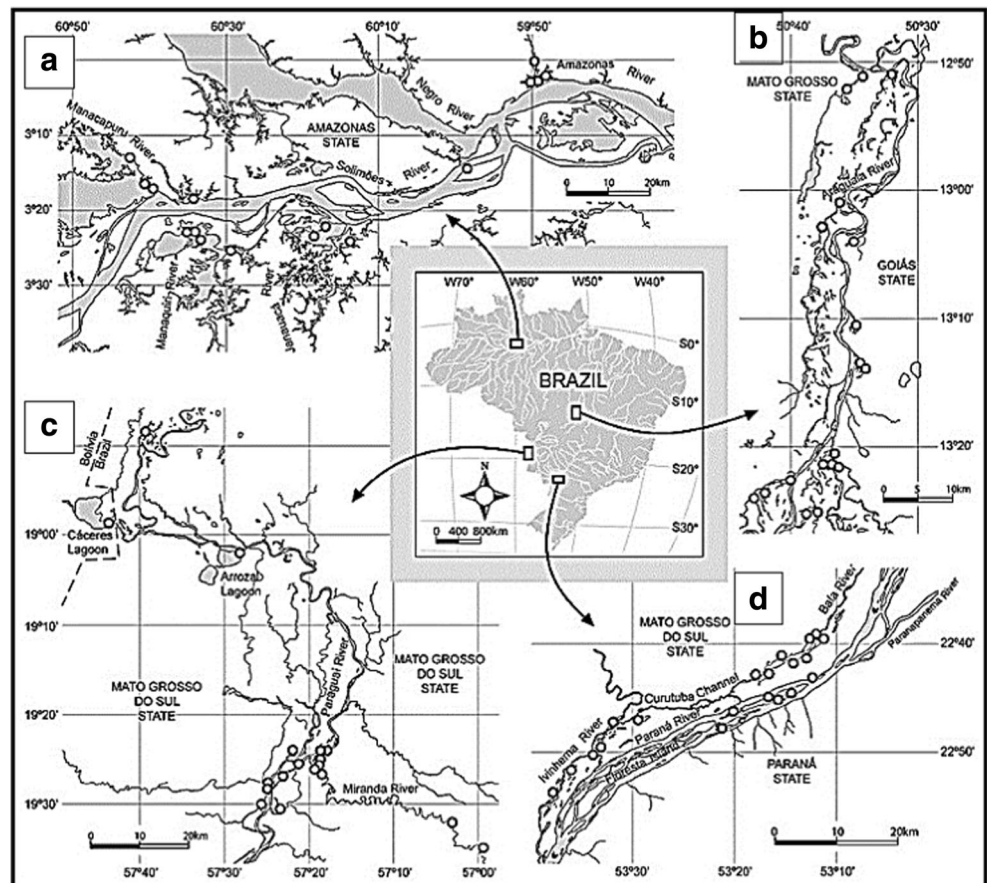 a
60°50'
60°30'
60°10'
59°50'
3°10'
3°20'
3°30'
Manacapuru River
Negro River
Amazonas River
AMAZONAS
STATE
Solimões River
Manaquiri River
Janauacá River
0 10 20km
b
50°40'
50°30'
12°50'
13°00'
13°10'
13°20'
MATO GROSSO
STATE
Araguaia River
GOIÁS
STATE
0 5 10km
W70°
W60°
W50°
W40°
S0°
S10°
S20°
S30°
BRAZIL
N
0 400 800km
c
Bolívia
Brazil
19°00'
19°10'
19°20'
19°30'
Cáceres
Lagoon
Arrozal
Lagoon
MATO GROSSO
DO SUL
STATE
Paraguai River
MATO GROSSO
DO SUL
STATE
Miranda River
0 10 20km
57°40'
57°30'
57°20'
57°10'
57°00'
d
MATO GROSSO
DO SUL
STATE
Baía River
Paranapanema River
22°40'
22°50'
Curutuba Channel
Ivinhema River
Paraná River
Floresta Island
PARANÁ
STATE
0 10 20km
53°30'
53°20'
53°10'